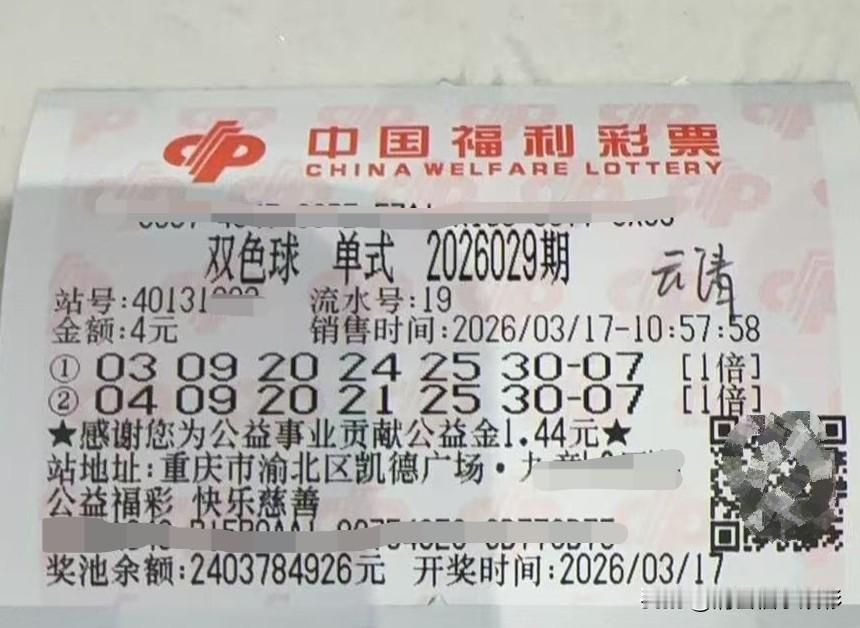 中国福利彩票
CHINA WELFARE LOTTERY
双色球 单式 2026029期
云清
站号:40131 流水号:19
金额:4元 销售时间:2026/03/17-10:57:58
① 03 09 20 24 25 30-07 [1倍]
② 04 09 20 21 25 30-07 [1倍]
★感谢您为公益事业贡献公益金1.44元★
站地址:重庆市渝北区凯德广场·九
公益福彩 快乐慈善
奖池余额:2403784926元 开奖时间:2026/03/17